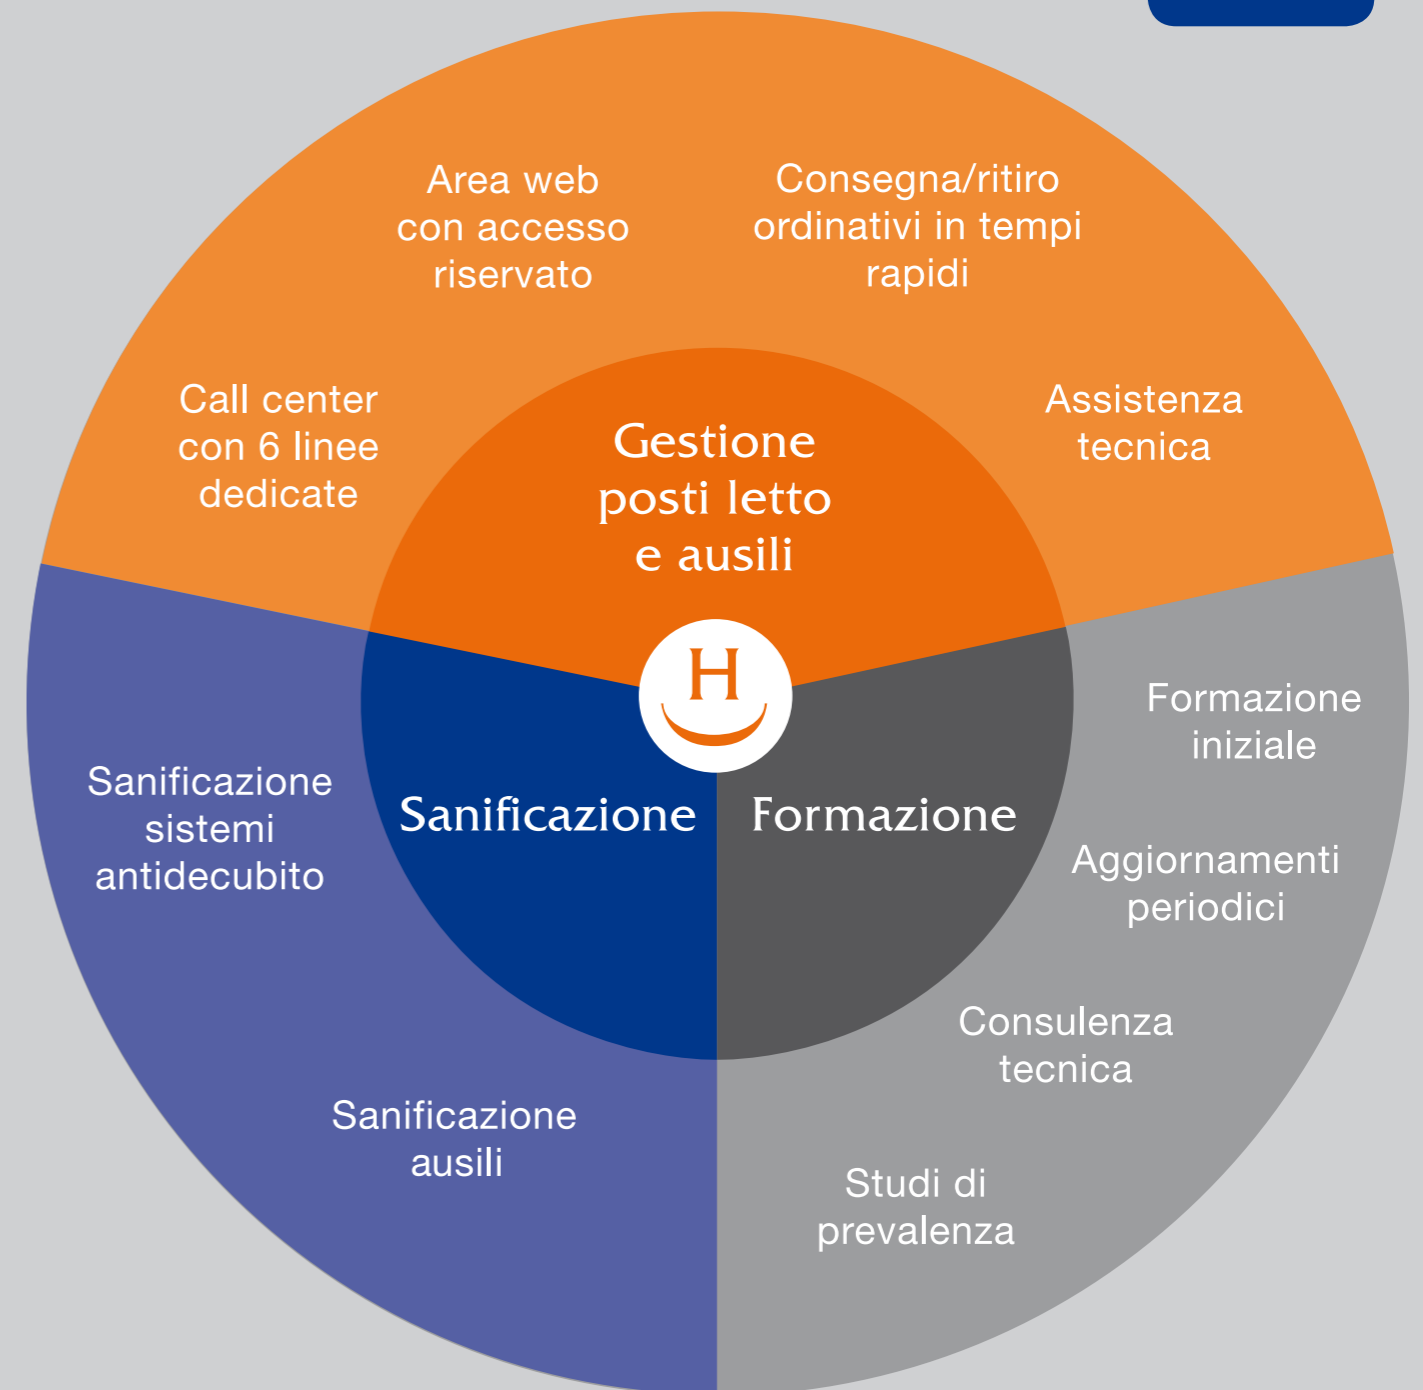 Area web
con accesso
riservato
Consegna/ritiro
ordinativi in tempi
rapidi
Call center
con 6 linee
dedicate
Assistenza
tecnica
Gestione
posti letto
e ausili
H
Sanificazione
Formazione
Formazione
iniziale
Aggiornamenti
periodici
Consulenza
tecnica
Studi di
prevalenza
Sanificazione
sistemi
antidecubito
Sanificazione
ausili